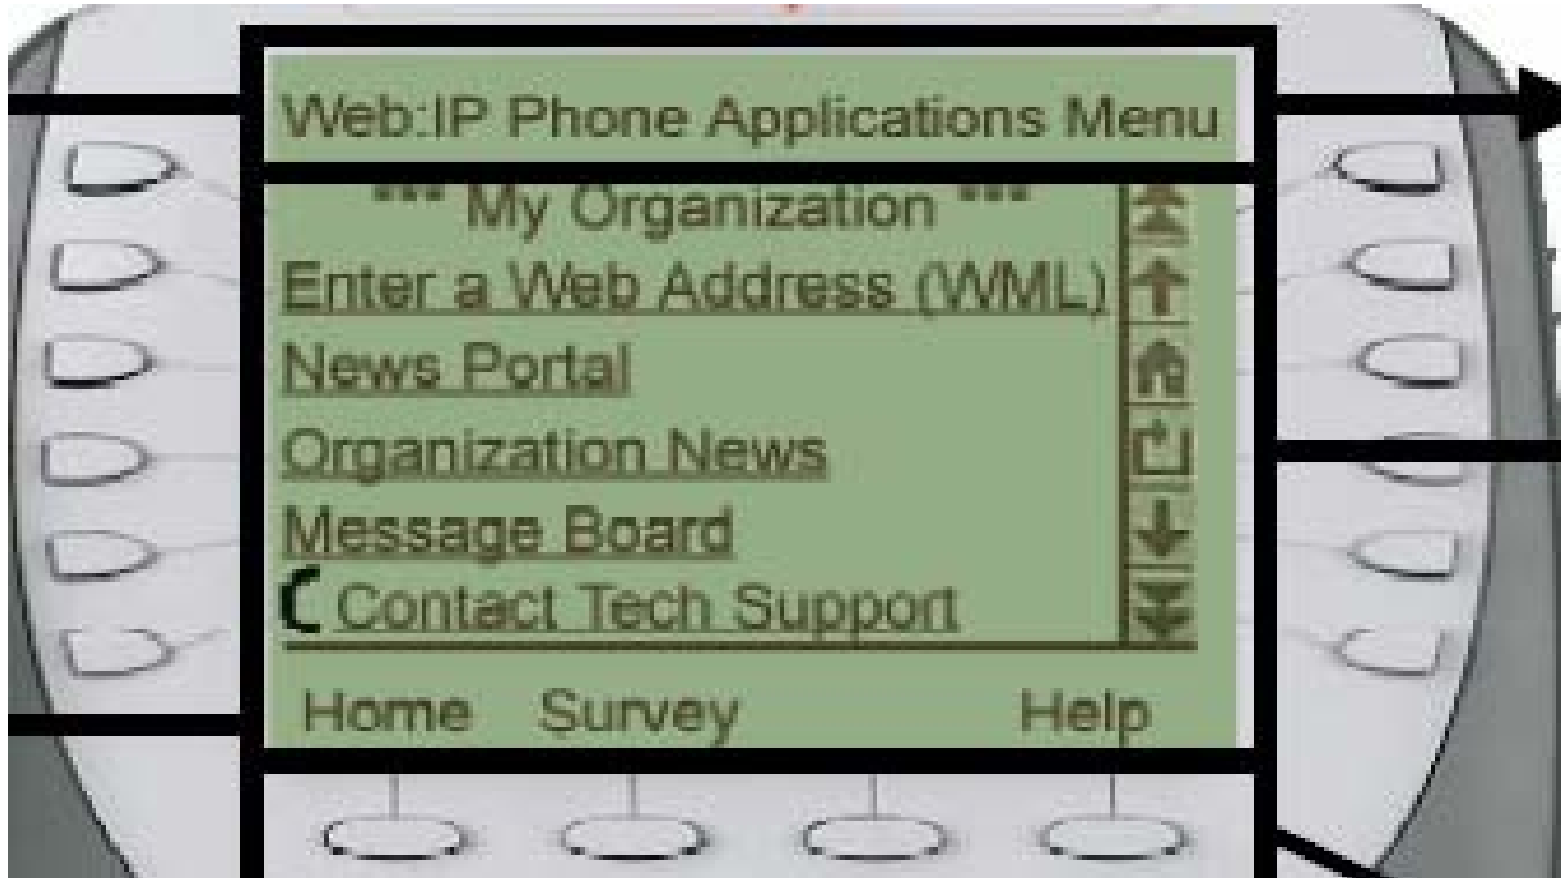 Web:IP Phone Applications Menu
*** My Organization ***
Enter a Web Address (WML)
News Portal
Organization News
Message Board
Contact Tech Support
Home Survey Help